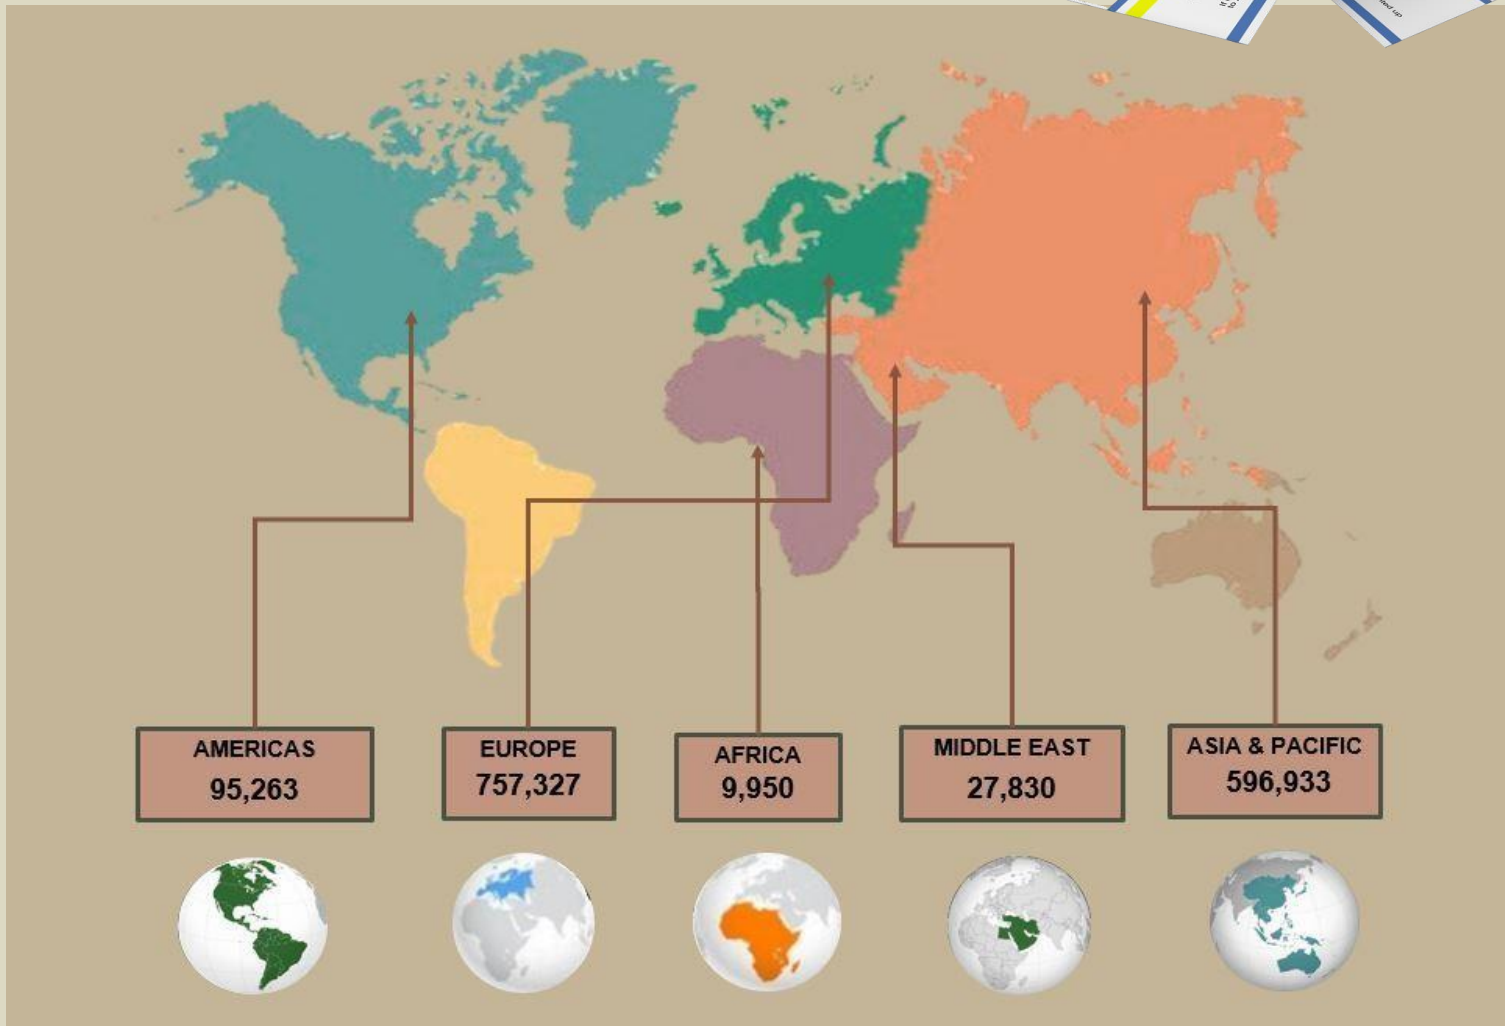 AMERICAS
95,263
EUROPE
757,327
AFRICA
9,950
MIDDLE EAST
27,830
ASIA & PACIFIC
596,933